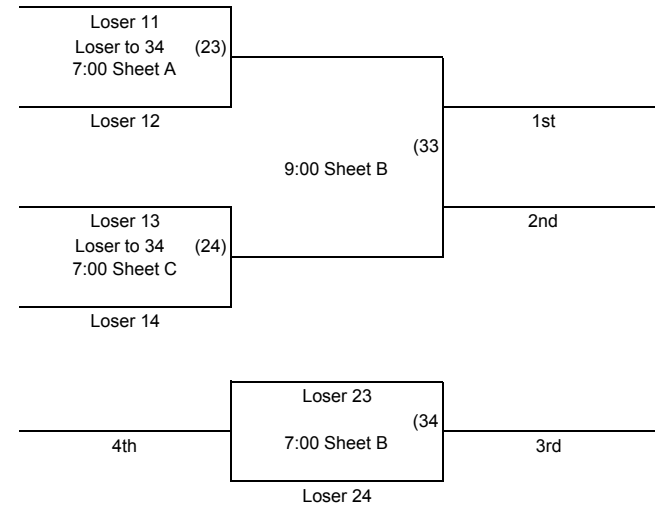 Loser 11
Loser to 34 (23)
7:00 Sheet A
Loser 12
1st
(33
9:00 Sheet B
Loser 13
2nd
Loser to 34 (24)
7:00 Sheet C
Loser 14
Loser 23
(34
4th
7:00 Sheet B
3rd
Loser 24